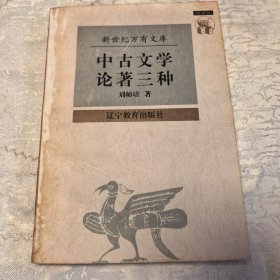 新世纪万有文库
中古文学
论著三种
刘师培 著
辽宁教育出版社